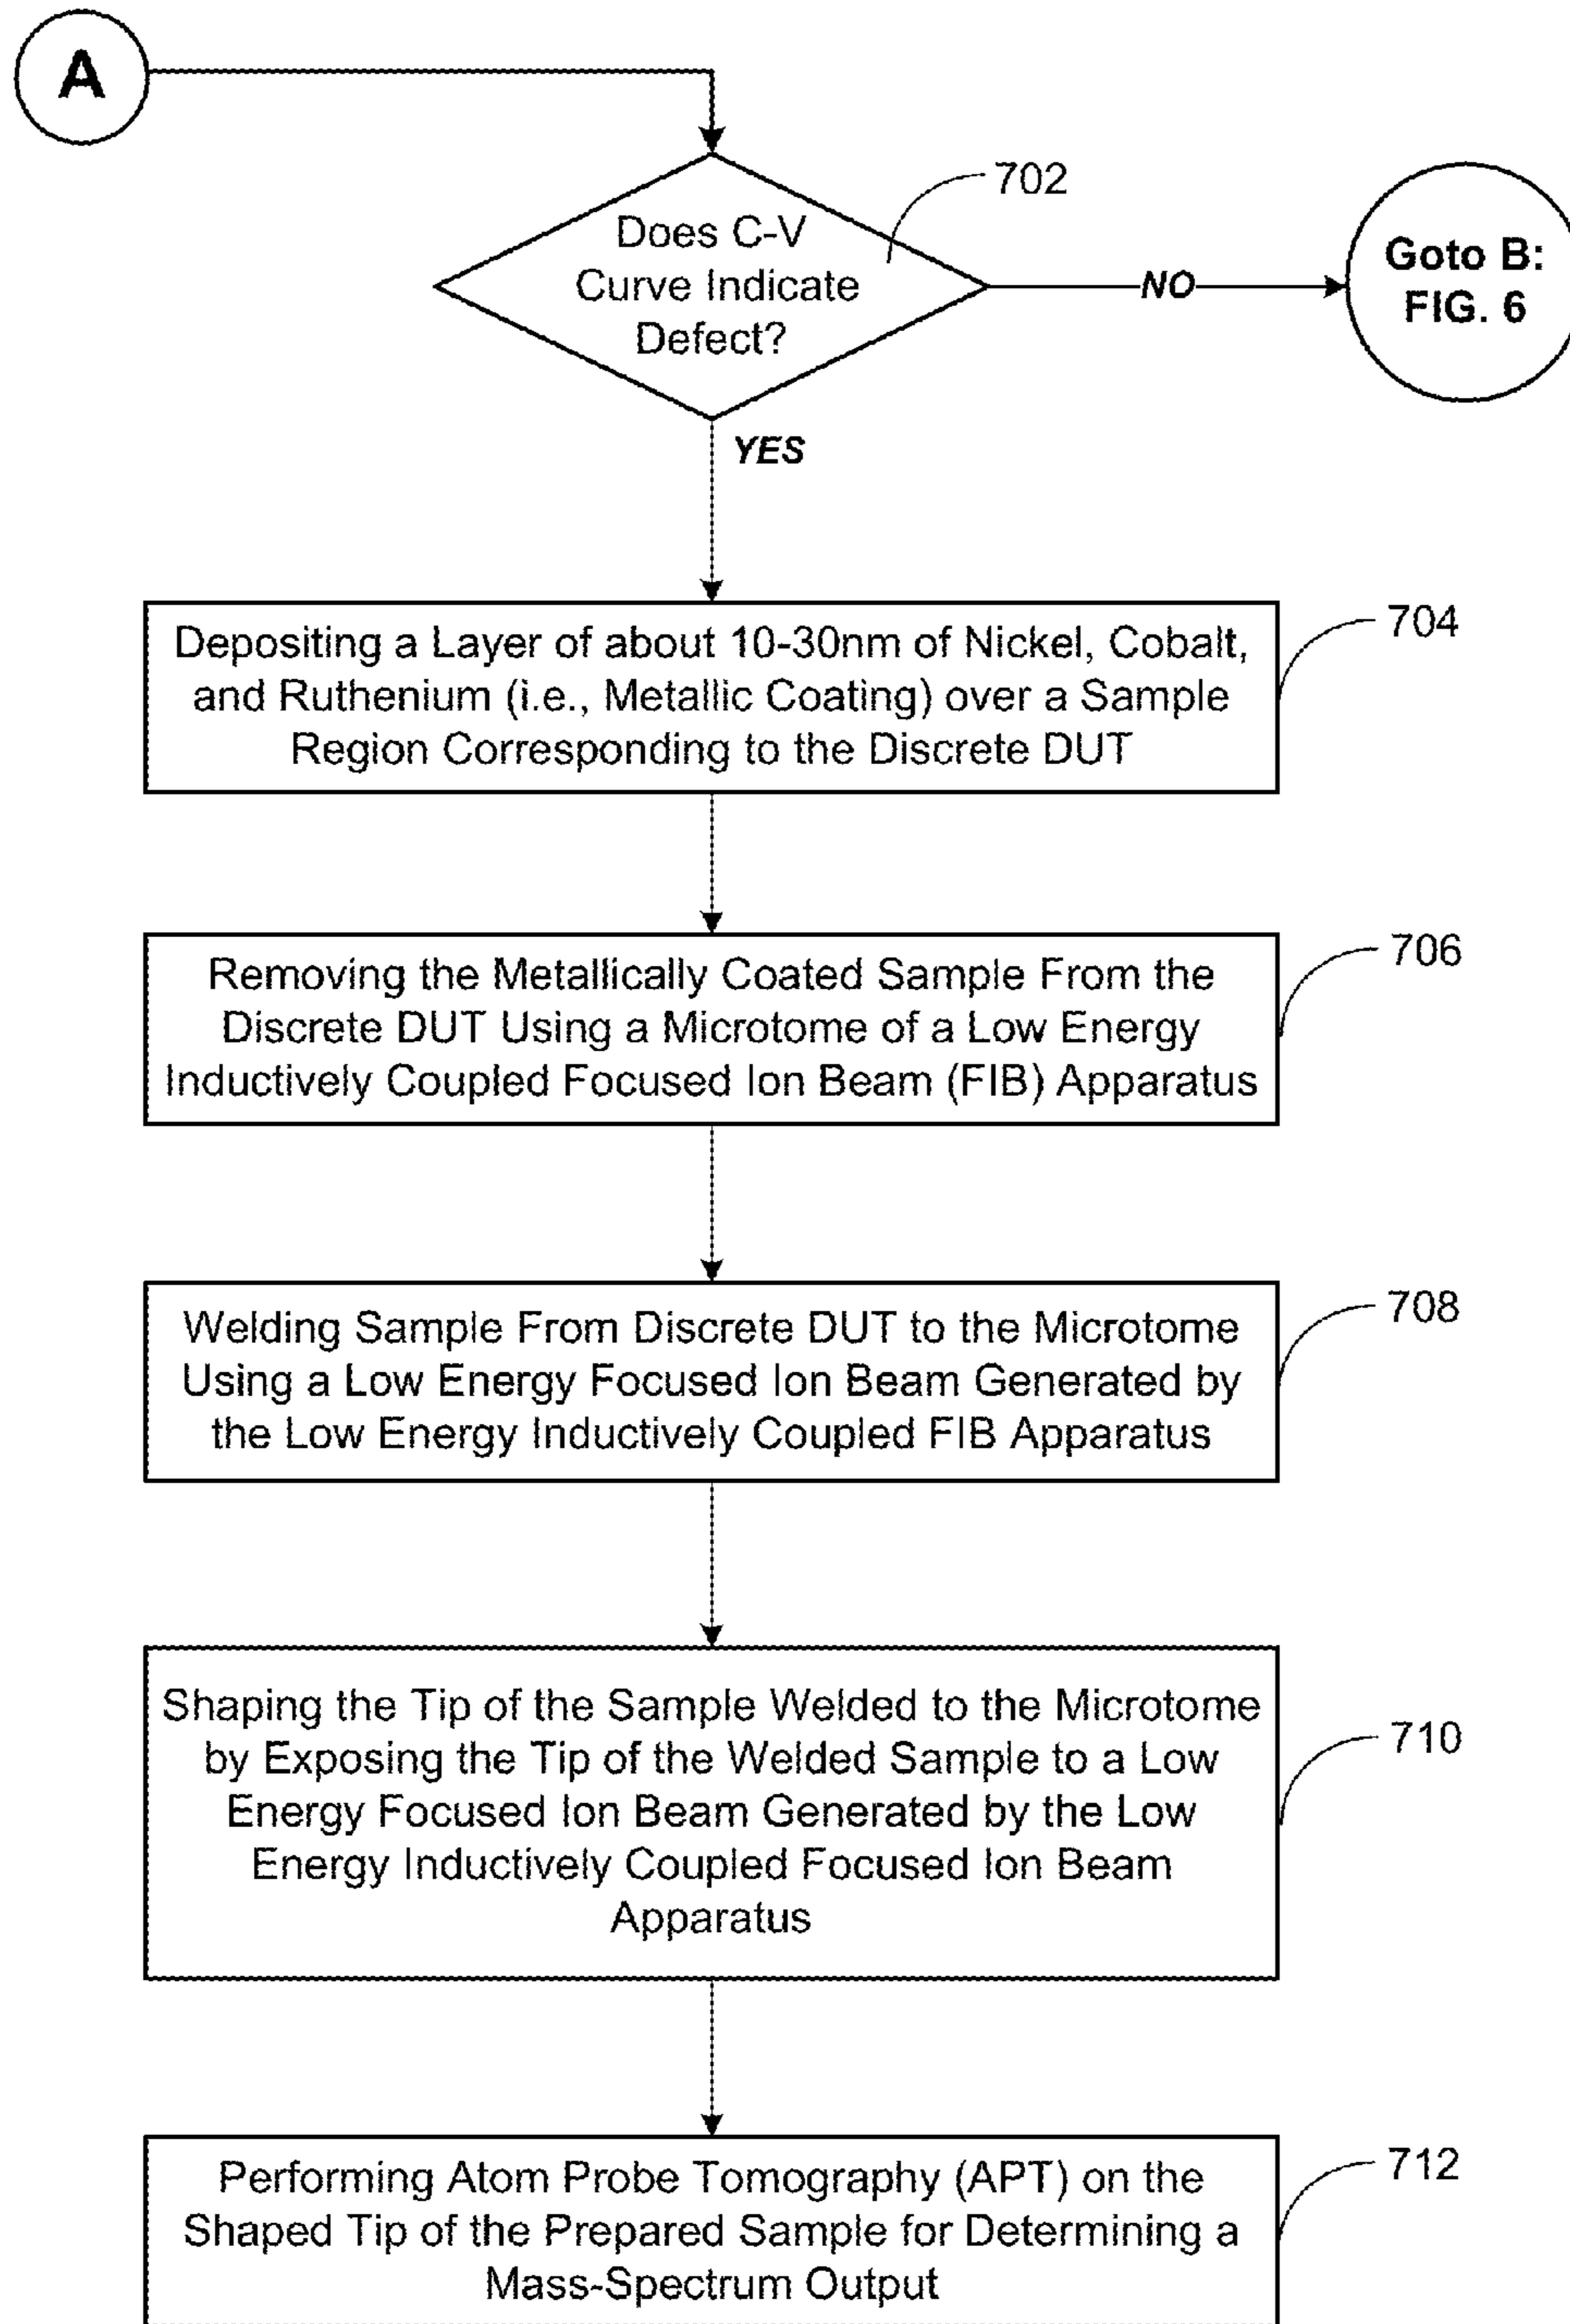 A
702
Does C-V
Curve Indicate
Defect?
NO
Goto B:
FIG. 6
YES
704
Depositing a Layer of about 10-30nm of Nickel, Cobalt,
and Ruthenium (i.e., Metallic Coating) over a Sample
Region Corresponding to the Discrete DUT
706
Removing the Metallically Coated Sample From the
Discrete DUT Using a Microtome of a Low Energy
Inductively Coupled Focused Ion Beam (FIB) Apparatus
708
Welding Sample From Discrete DUT to the Microtome
Using a Low Energy Focused Ion Beam Generated by
the Low Energy Inductively Coupled FIB Apparatus
710
Shaping the Tip of the Sample Welded to the Microtome
by Exposing the Tip of the Welded Sample to a Low
Energy Focused Ion Beam Generated by the Low
Energy Inductively Coupled Focused Ion Beam
Apparatus
712
Performing Atom Probe Tomography (APT) on the
Shaped Tip of the Prepared Sample for Determining a
Mass-Spectrum Output